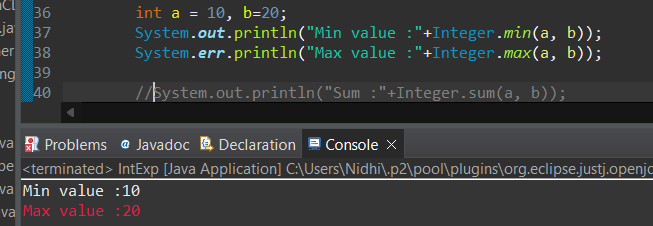 36 int a = 10, b=20;
37 System.out.println("Min value :"+Integer.min(a, b));
38 System.err.println("Max value :"+Integer.max(a, b));
39
40 //System.out.println("Sum :"+Integer.sum(a, b));
Problems @ Javadoc Declaration Console
<terminated> IntExp [Java Application] C:\Users\Nidhi\.p2\pool\plugins\org.eclipse.justj.openjd
Min value :10
Max value :20